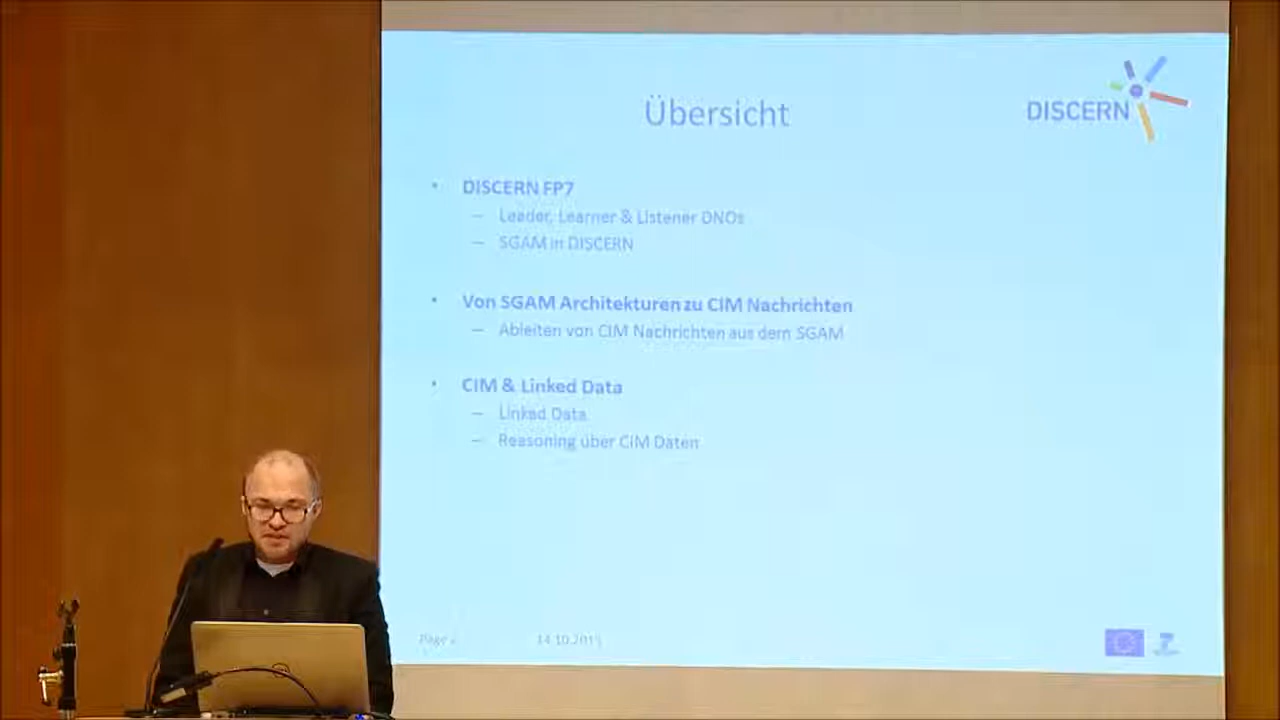 Übersicht
DISCERN
• DISCERN FP7
– Leader, Learner & Listener DNOs
– SGAM in DISCERN
• Von SGAM Architekturen zu CIM Nachrichten
– Ableiten von CIM Nachrichten aus dem SGAM
• CIM & Linked Data
– Linked Data
– Reasoning über CIM Daten
Page
14.10.2015